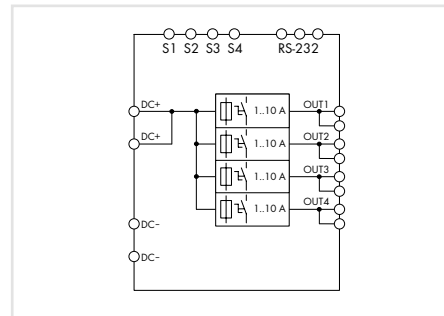 S1 S2 S3 S4 RS-232
DC+ 1..10 A OUT1
DC+ 1..10 A OUT2
1..10 A OUT3
1..10 A OUT4
DC–
DC–